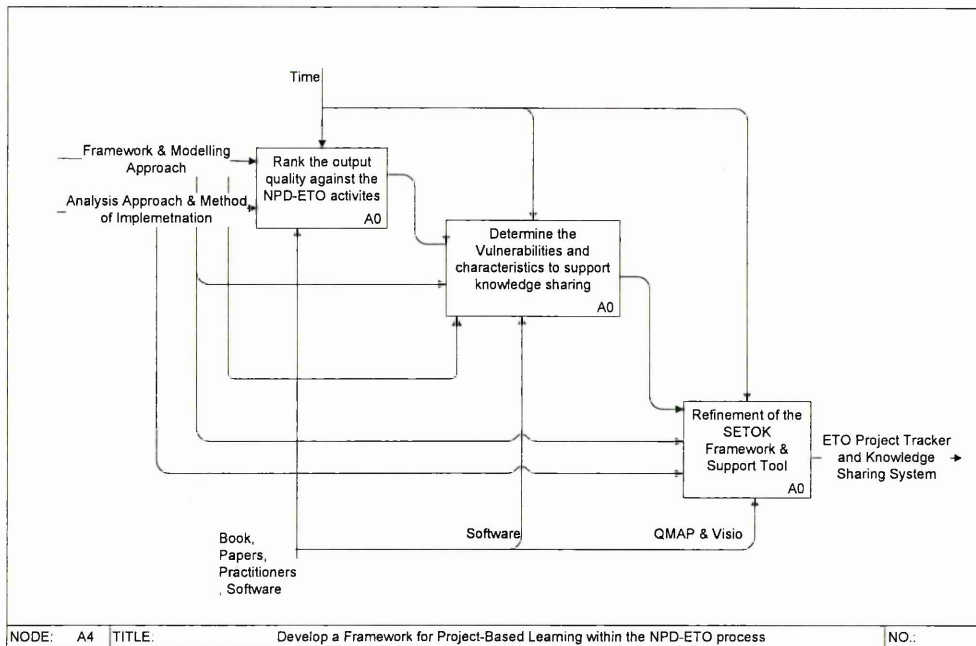 Time
Framework & Modelling
Approach
Analysis Approach & Method
of Implemetnation
Rank the output
quality against the
NPD-ETO activites
A0
Determine the
Vulnerabilities and
characteristics to support
knowledge sharing
A0
Refinement of the
SETOK
Framework &
Support Tool
A0
ETO Project Tracker
and Knowledge
Sharing System
Book,
Papers,
Practitioners
, Software
Software
QMAP & Visio
NODE: A4 TITLE: Develop a Framework for Project-Based Learning within the NPD-ETO process NO.: